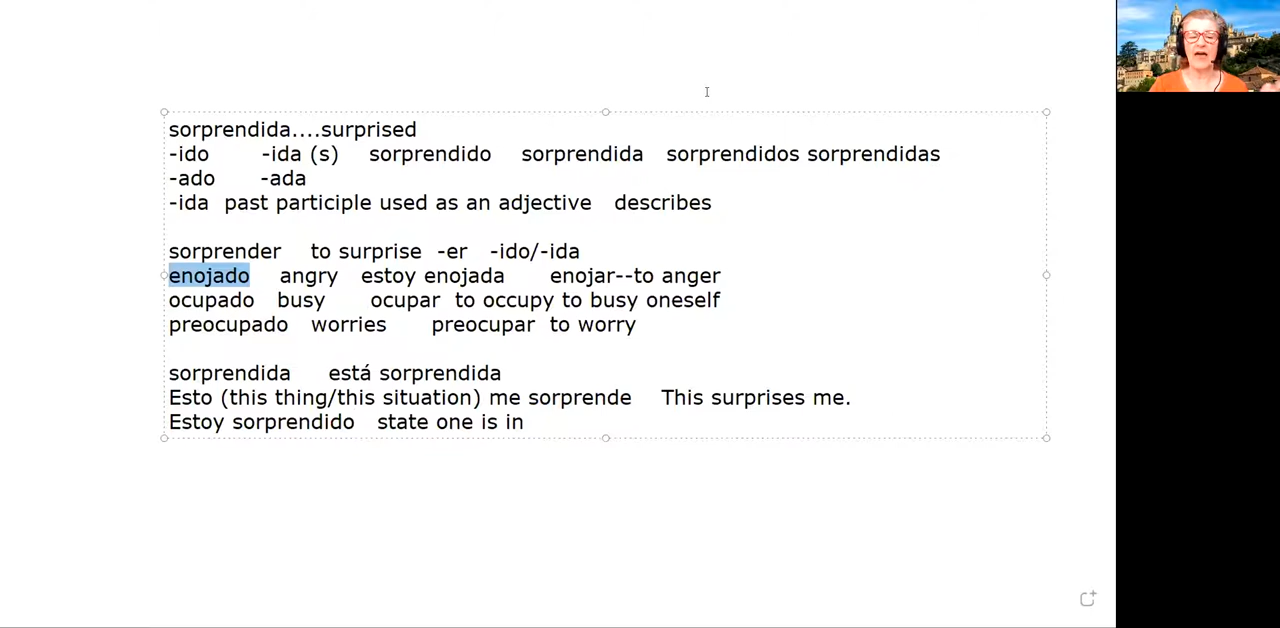 sorprendida....surprised
-ido -ida (s) sorprendido sorprendida sorprendidos sorprendidas
-ado -ada
-ida past participle used as an adjective describes
sorprender to surprise -er -ido/-ida
enojado angry estoy enojada enojar--to anger
ocupado busy ocupar to occupy to busy oneself
preocupado worries preocupar to worry
sorprendida está sorprendida
Esto (this thing/this situation) me sorprende This surprises me.
Estoy sorprendido state one is in